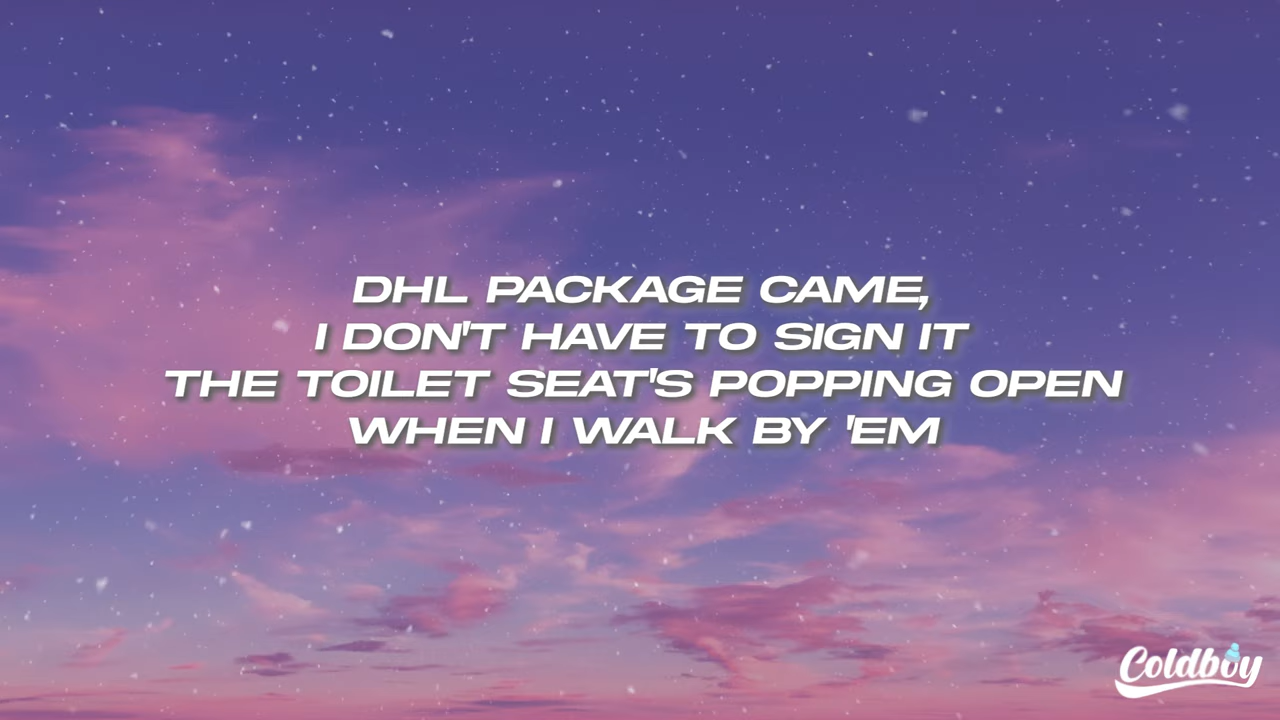 DHL PACKAGE CAME,
I DON'T HAVE TO SIGN IT
THE TOILET SEAT'S POPPING OPEN
WHEN I WALK BY 'EM
Coldboy